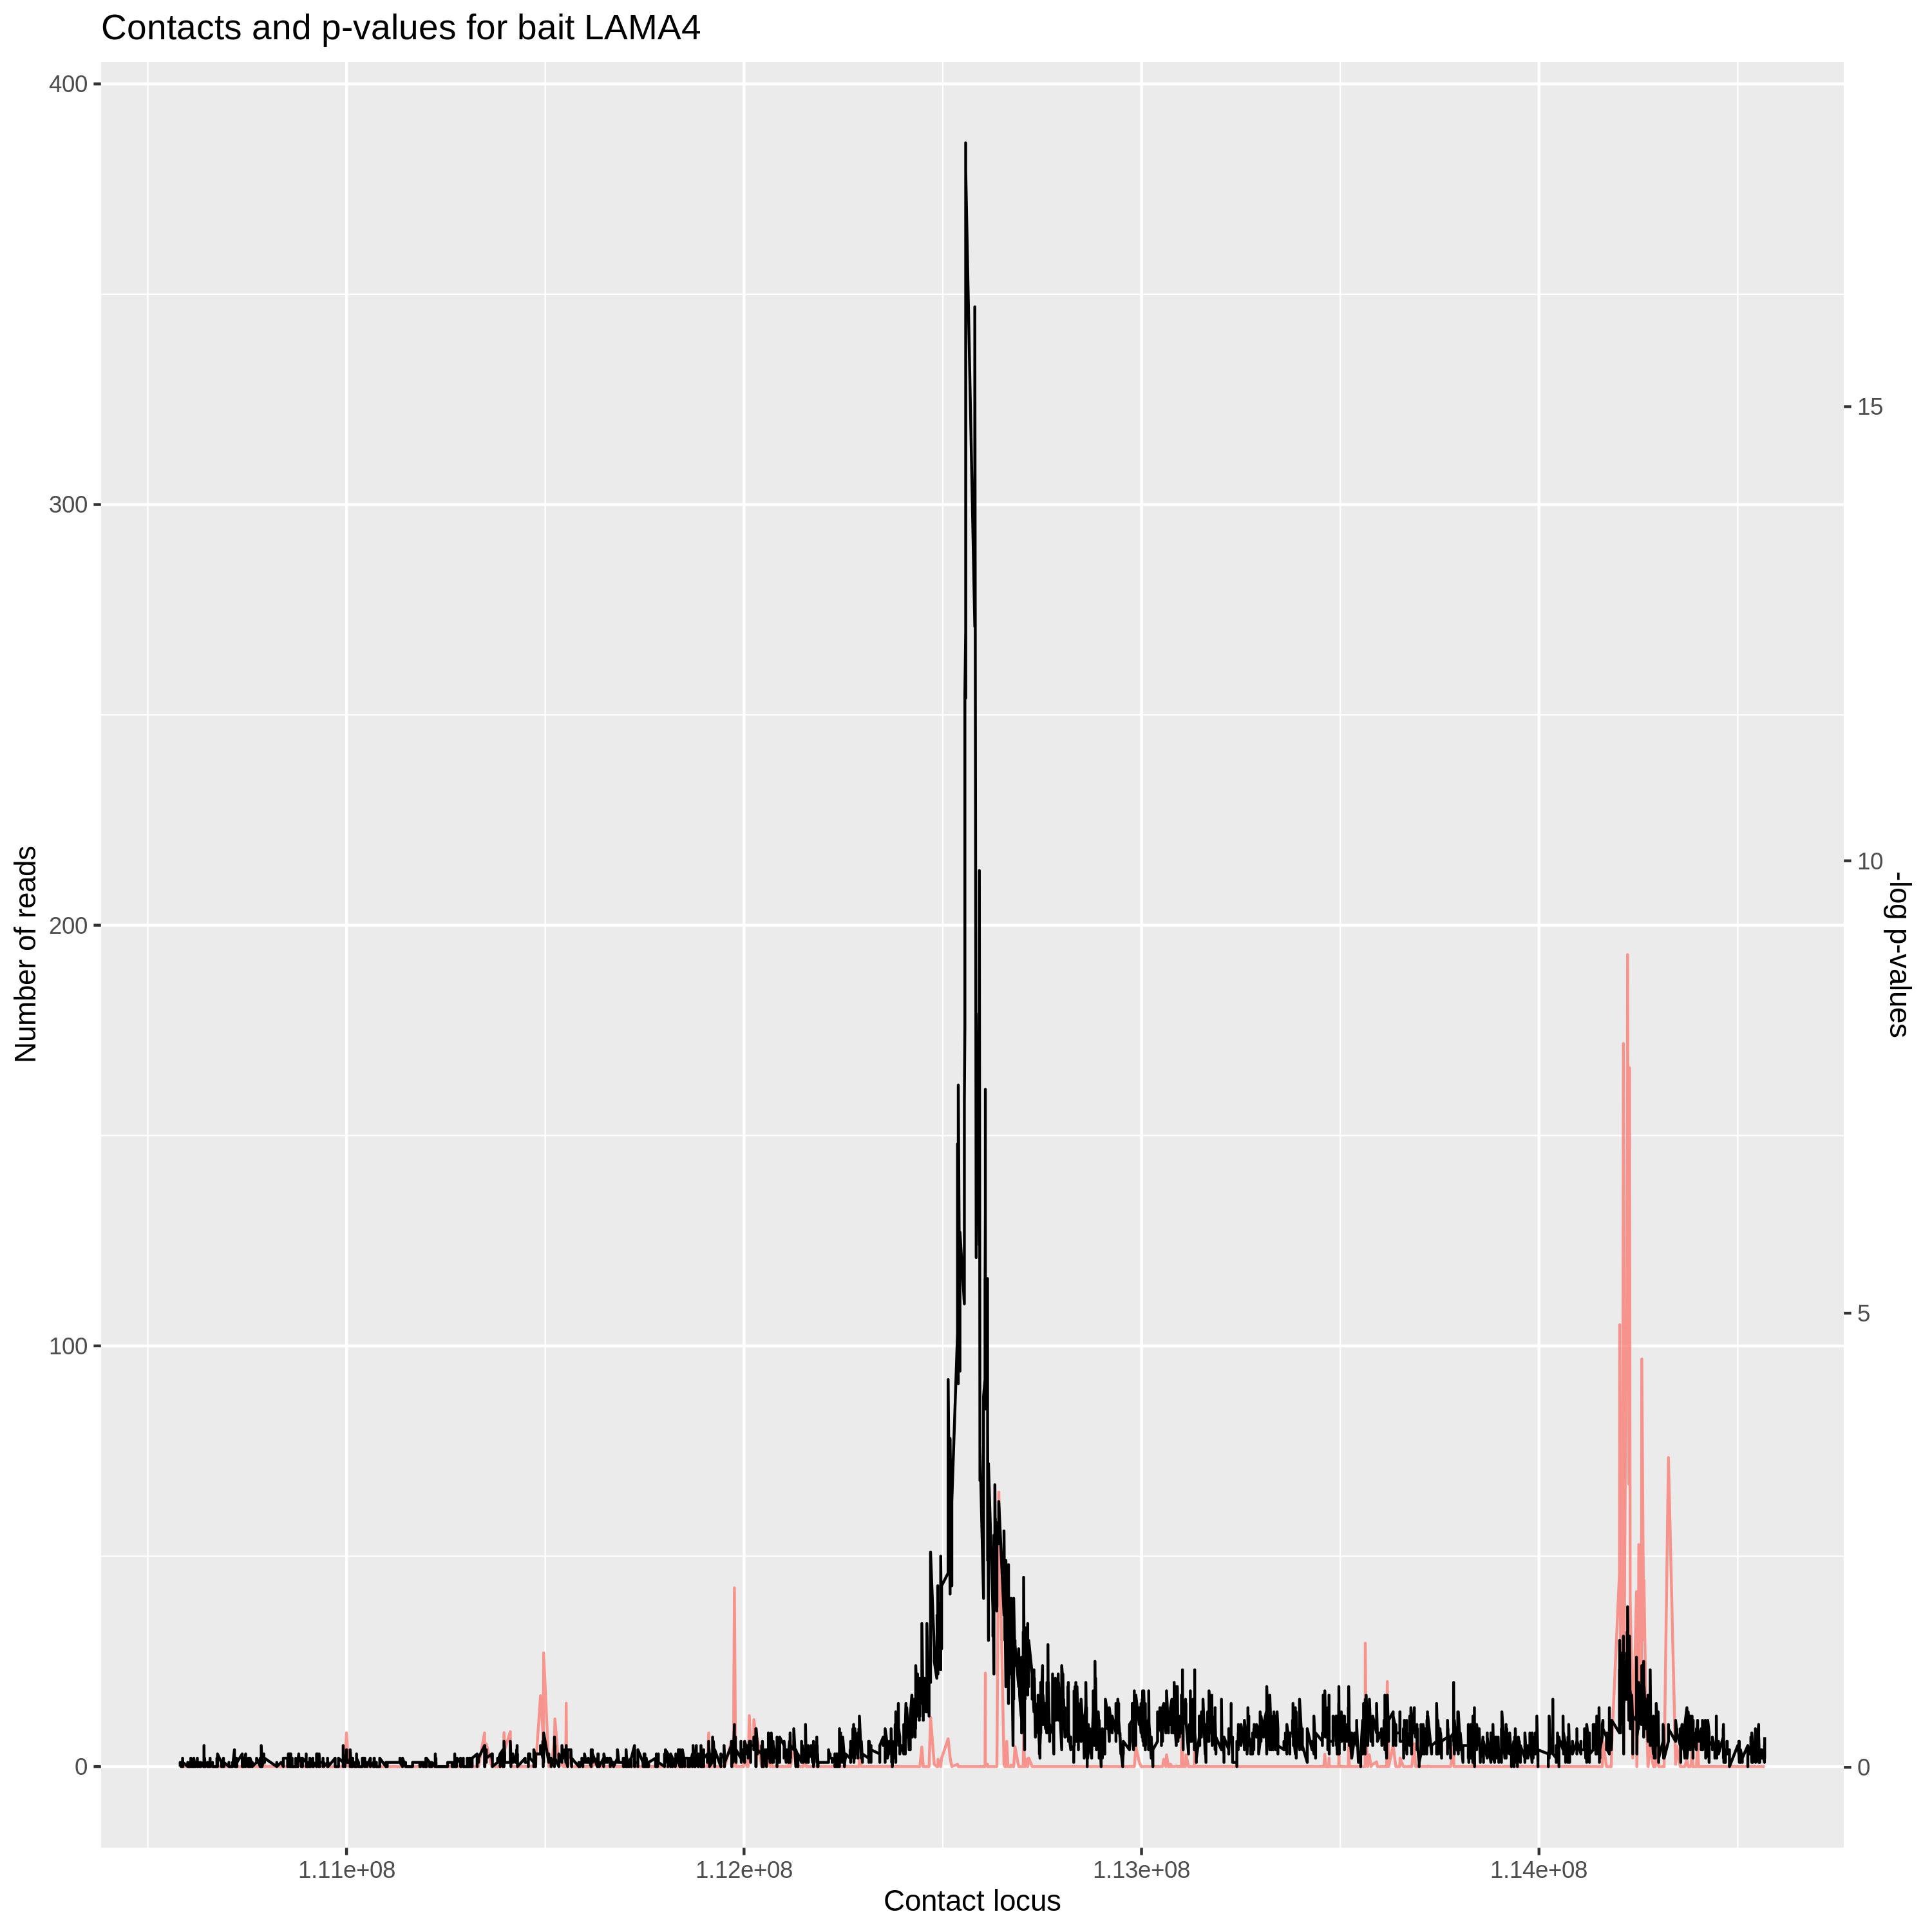 Contacts and p-values for bait LAMA4
400
300
200
100
0
Number of reads
15
10
5
0
-log p-values
1.11e+08
1.12e+08
1.13e+08
1.14e+08
Contact locus